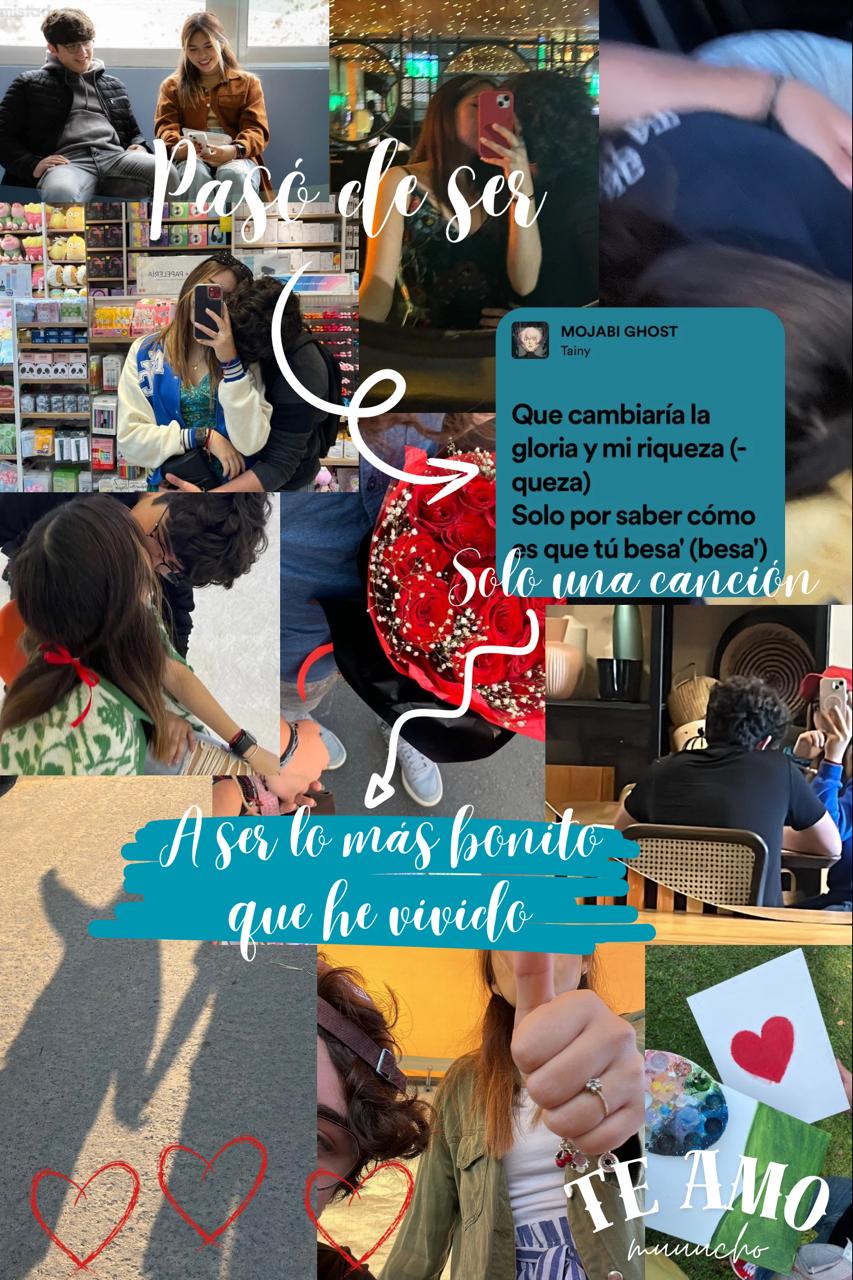 Pasó de ser
+ PAPELERÍA
MOJABI GHOST
Tainy
Que cambiaría la
gloria y mi riqueza (-
queza)
Solo por saber cómo
es que tú besa' (besa')
Solo una canción
A ser lo más bonito
que he vivido
TE AMO
muuucho